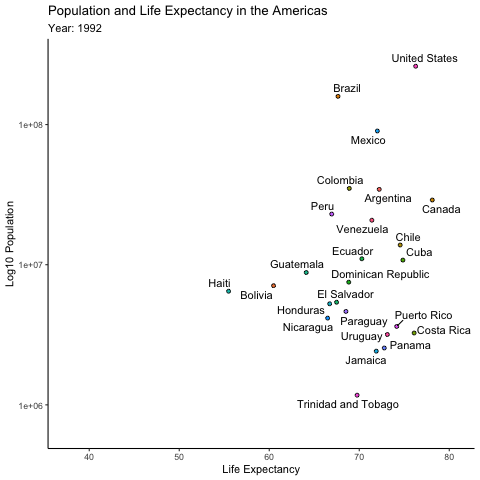 Population and Life Expectancy in the Americas
Year: 1992
United States
Brazil
Mexico
1e+08
Colombia
Argentina
Canada
Peru
Venezuela
Chile
Ecuador
Cuba
1e+07
Guatemala
Dominican Republic
Haiti
Bolivia
El Salvador
Honduras
Puerto Rico
Paraguay
Nicaragua
Costa Rica
Uruguay
Panama
Jamaica
Trinidad and Tobago
1e+06
Log10 Population
40 50 60 70 80
Life Expectancy